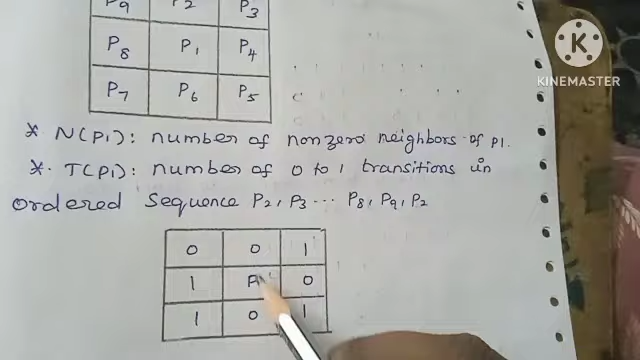 P9 P2 P3
P8 P1 P4
P7 P6 P5
KINEMASTER
* N(P1): number of nonzero neighbors of P1.
* T(P1): number of 0 to 1 transitions in
ordered sequence P2, P3 ... P8, P9, P2
0 0 1
1 0
1 0 1